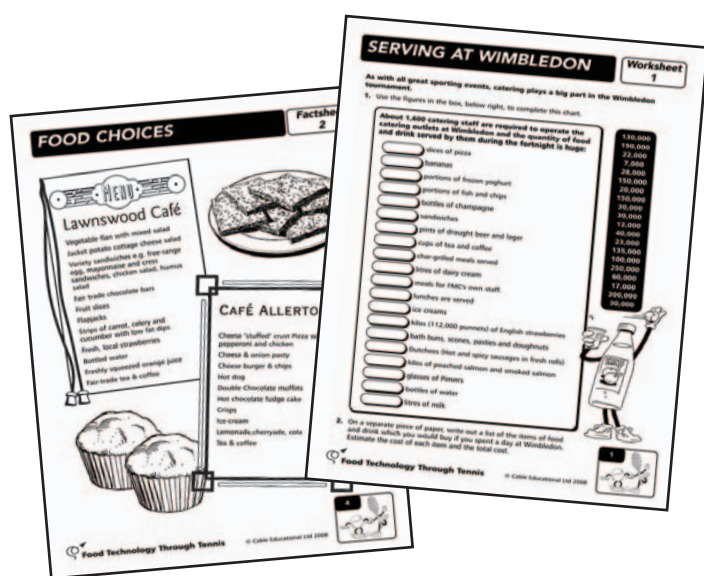 FOOD CHOICES
Factshe
2
MENU
Lawnswood Café
Vegetable flan with mixed salad
Jacket potato cottage cheese salad
Variety sandwiches e.g. free-range
egg, mayonnaise and cress
sandwiches, chicken salad, humus
salad
Fair trade chocolate bars
Fruit slices
Flapjacks
Strips of carrot, celery and
cucumber with low fat dips
Fresh, local strawberries
Bottled water
Freshly squeezed orange juice
Fair-trade tea & coffee
CAFÉ ALLERTO
Cheese "stuffed" crust Pizza
pepperoni and chicken
Cheese & onion pasty
Cheese burger & chips
Hot dog
Double Chocolate muffins
Hot chocolate fudge cake
Crisps
Ice-cream
Lemonade,cherryade, cola
Tea & coffee
4
Food Technology Through Tennis
© Cable Educational Ltd 2008
SERVING AT WIMBLEDON
Worksheet
1
As with all great sporting events, catering plays a big part in the Wimbledon
tournament.
1. Use the figures in the box, below right, to complete this chart.
About 1,600 catering staff are required to operate the
catering outlets at Wimbledon and the quantity of food
and drink served by them during the fortnight is huge:
slices of pizza
bananas
portions of frozen yoghurt
portions of fish and chips
bottles of champagne
sandwiches
pints of draught beer and lager
cups of tea and coffee
char-grilled meals served
litres of dairy cream
meals for FMC's own staff.
lunches are served
ice creams
kilos (112,000 punnets) of English strawberries
bath buns, scones, pasties and doughnuts
Dutchees (Hot and spicy sausages in fresh rolls)
kilos of poached salmon and smoked salmon
glasses of Pimm's
bottles of water
litres of milk
130,000
190,000
22,000
7,000
28,000
150,000
20,000
150,000
30,000
30,000
12,000
40,000
23,000
135,000
100,000
250,000
60,000
17,000
300,000
30,000
2. On a separate piece of paper, write out a list of the items of food
and drink which you would buy if you spent a day at Wimbledon.
Estimate the cost of each item and the total cost.
1
Food Technology Through Tennis
© Cable Educational Ltd 2008